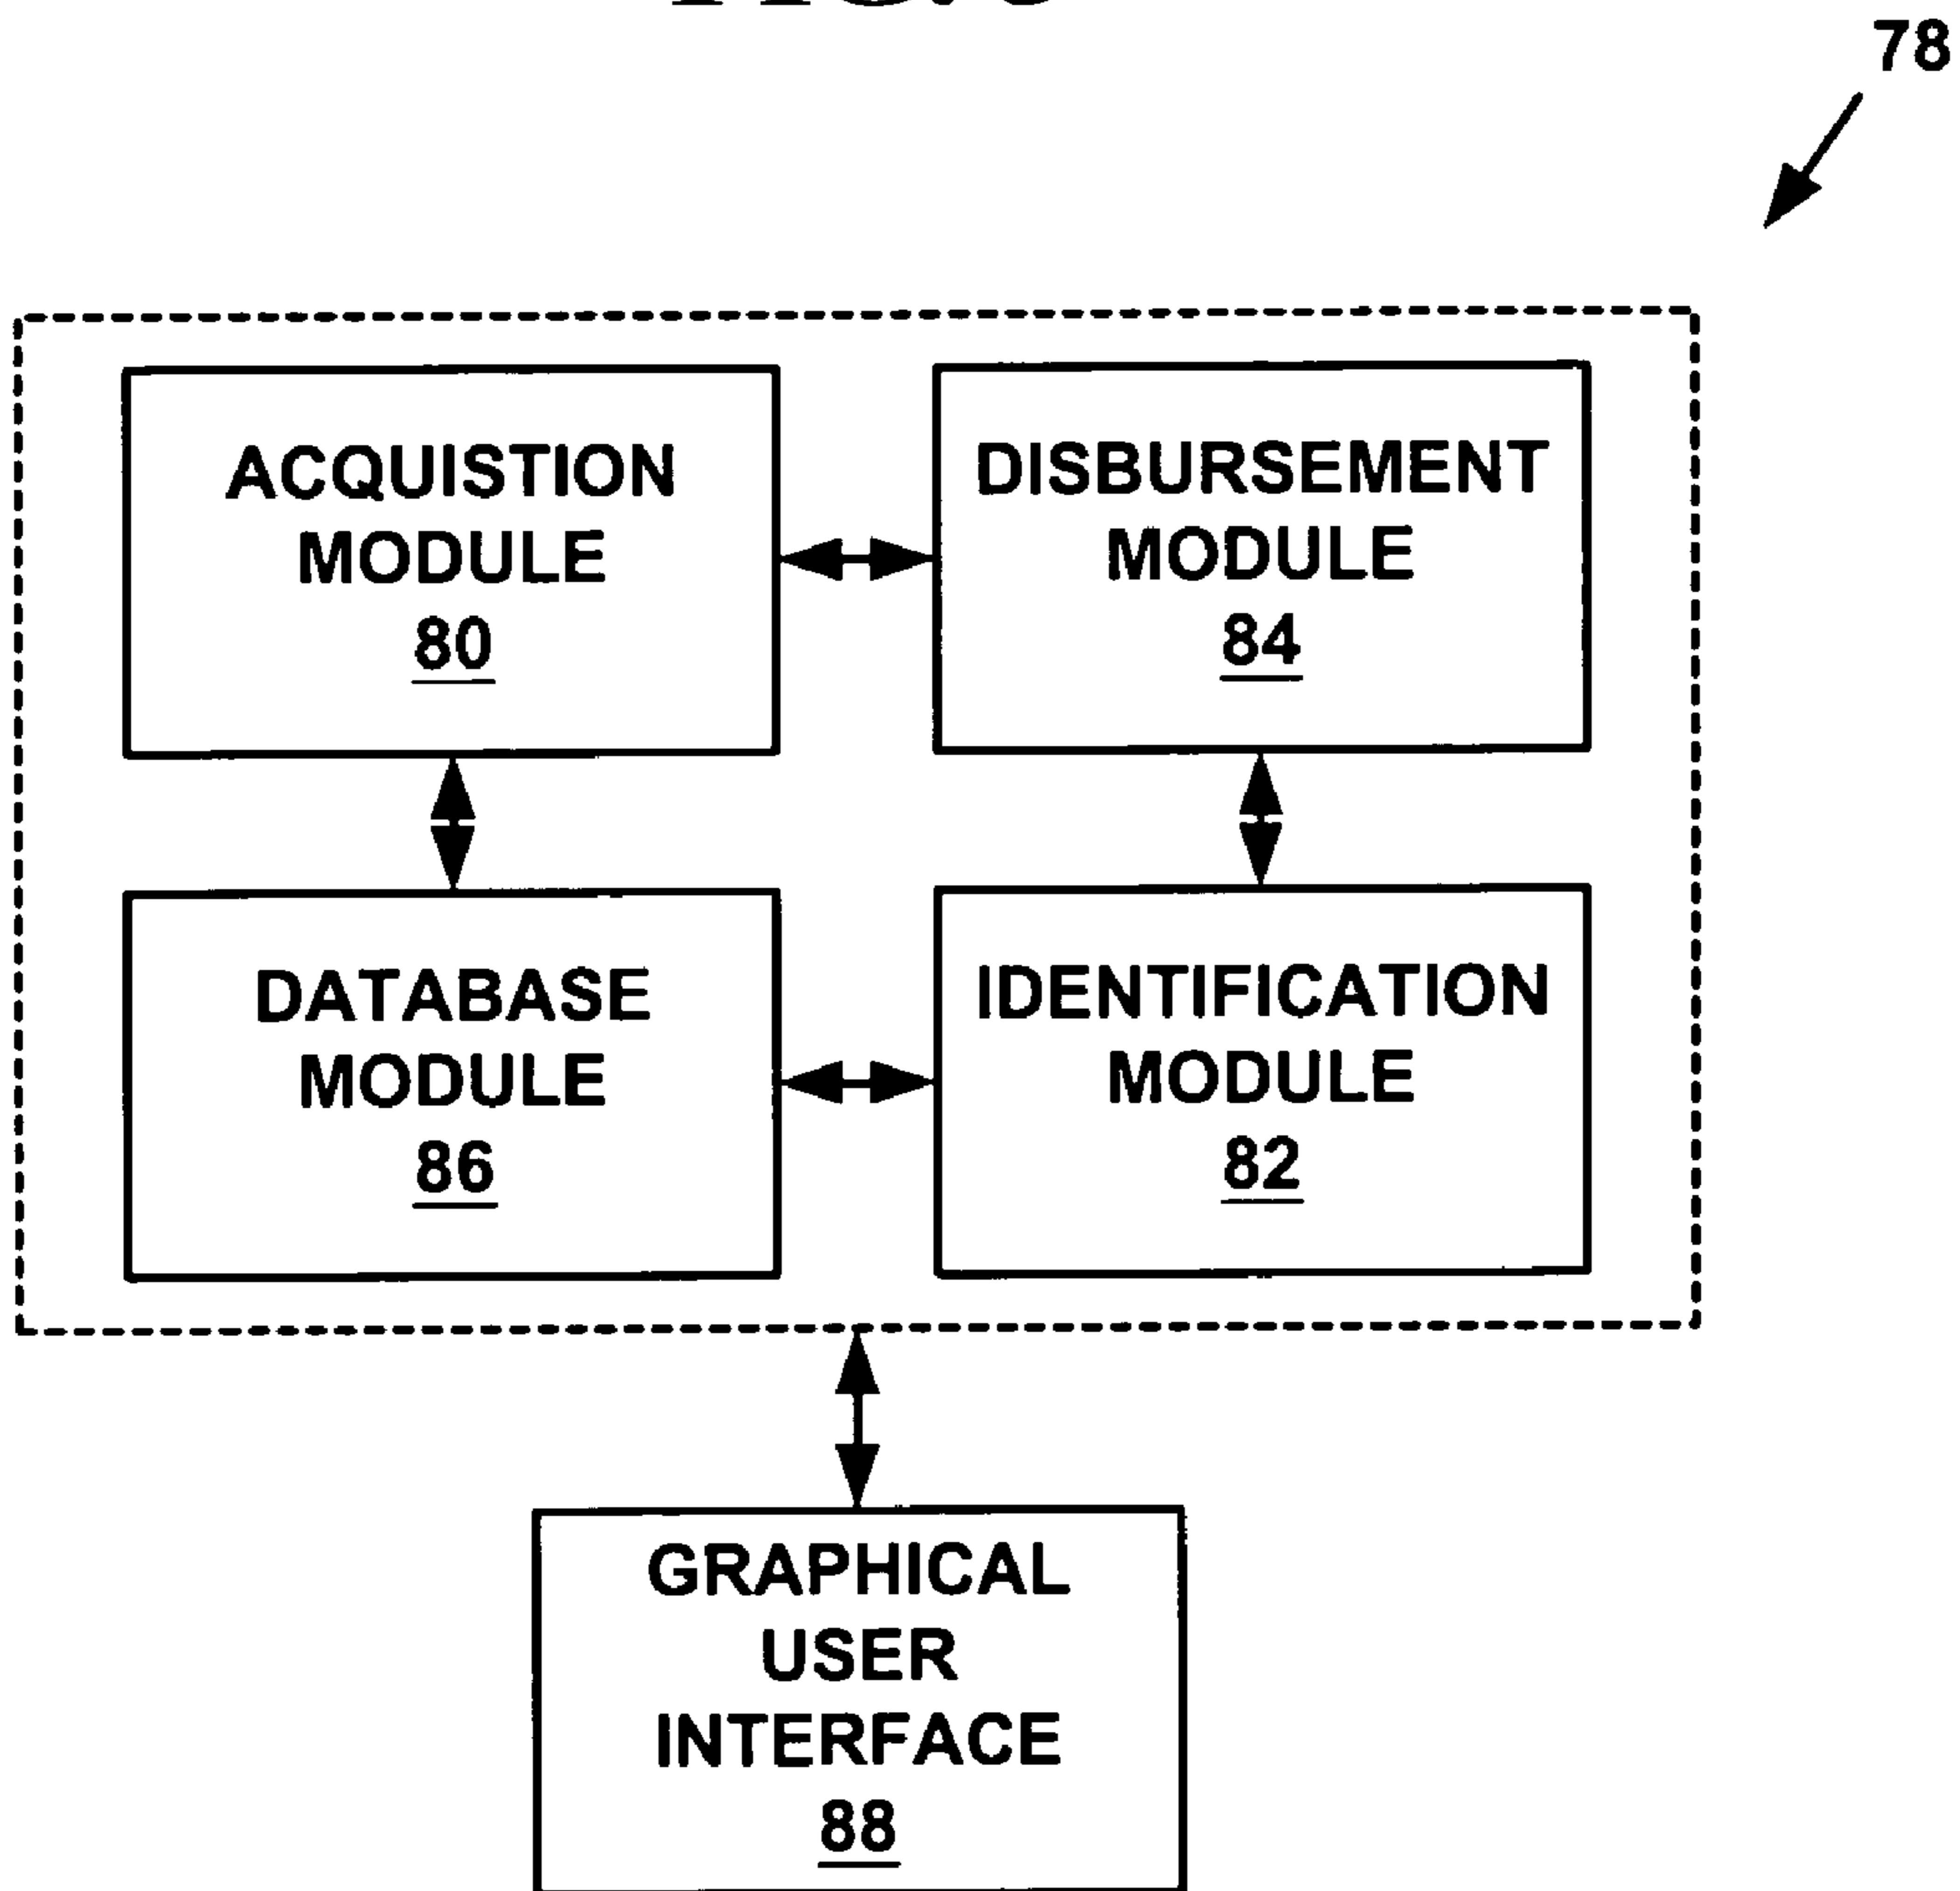 78
ACQUISTION
MODULE
80
DISBURSEMENT
MODULE
84
DATABASE
MODULE
86
IDENTIFICATION
MODULE
82
GRAPHICAL
USER
INTERFACE
88